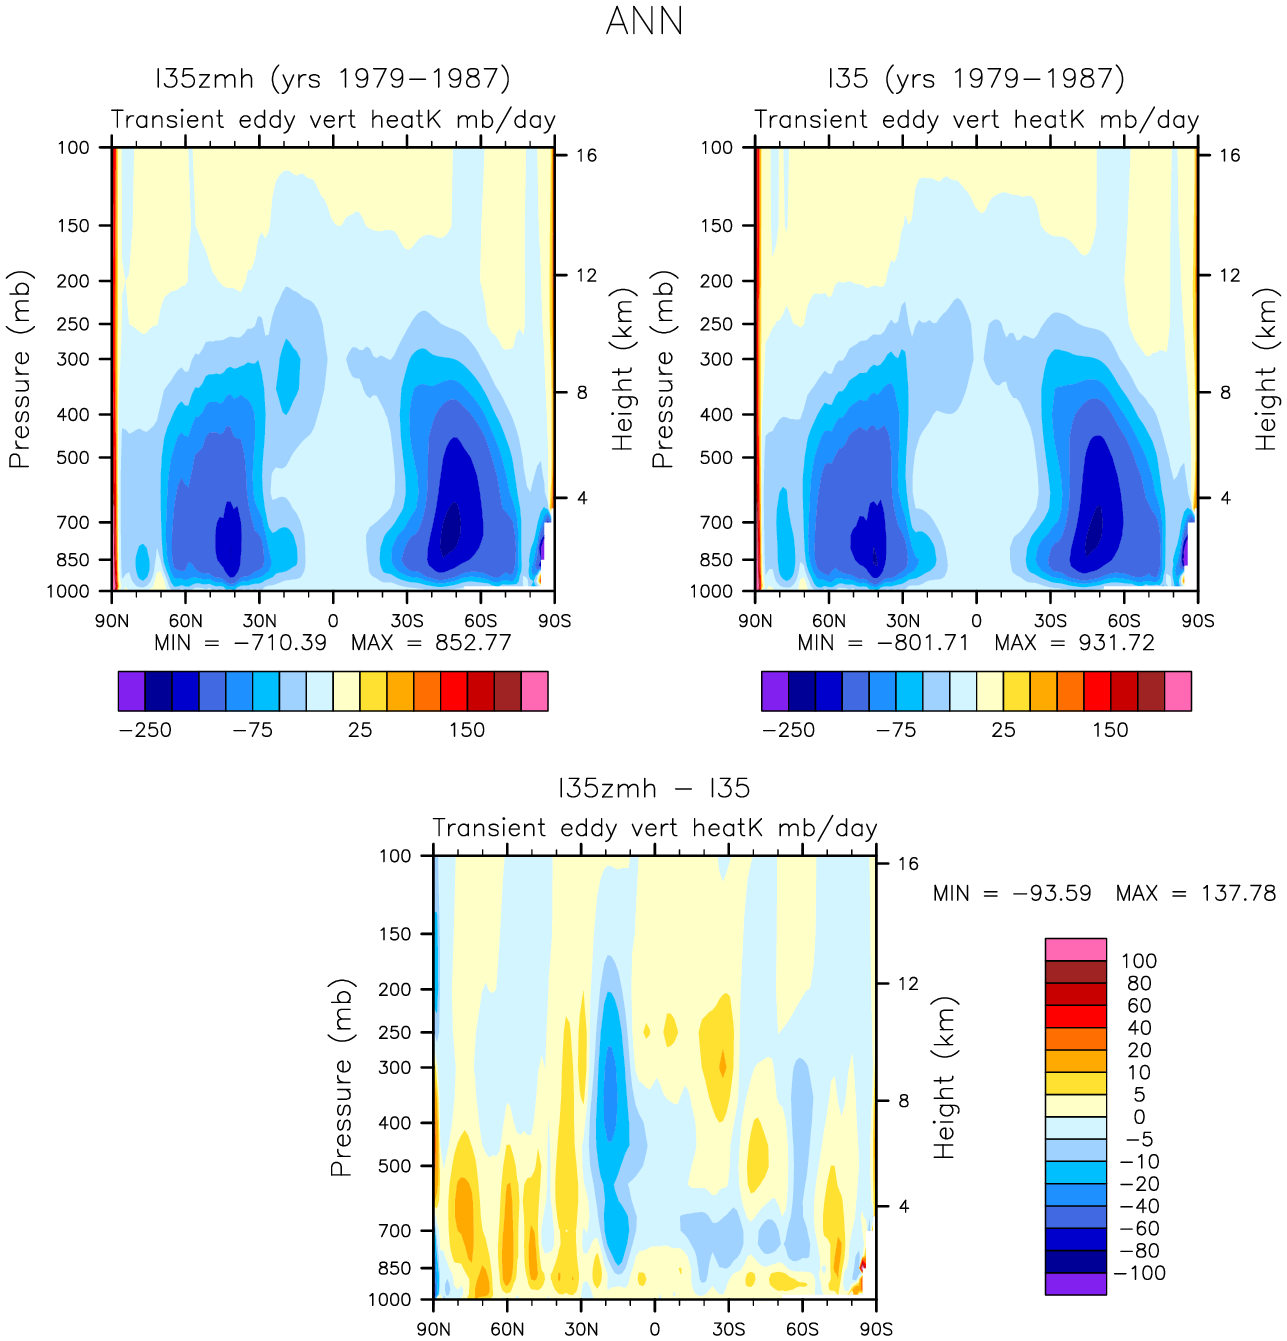 ANN
I35zmh (yrs 1979−1987)
Transient eddy vert heatK mb/day
Pressure (mb)
100
150
200
250
300
400
500
700
850
1000
16
12
8
4
Height (km)
90N 60N 30N 0 30S 60S 90S
MIN = −710.39 MAX = 852.77
−250 −75 25 150
I35 (yrs 1979−1987)
Transient eddy vert heatK mb/day
Pressure (mb)
100
150
200
250
300
400
500
700
850
1000
16
12
8
4
Height (km)
90N 60N 30N 0 30S 60S 90S
MIN = −801.71 MAX = 931.72
−250 −75 25 150
I35zmh − I35
Transient eddy vert heatK mb/day
Pressure (mb)
100
150
200
250
300
400
500
700
850
1000
16
12
8
4
Height (km)
90N 60N 30N 0 30S 60S 90S
MIN = −93.59 MAX = 137.78
100
80
60
40
20
10
5
0
−5
−10
−20
−40
−60
−80
−100